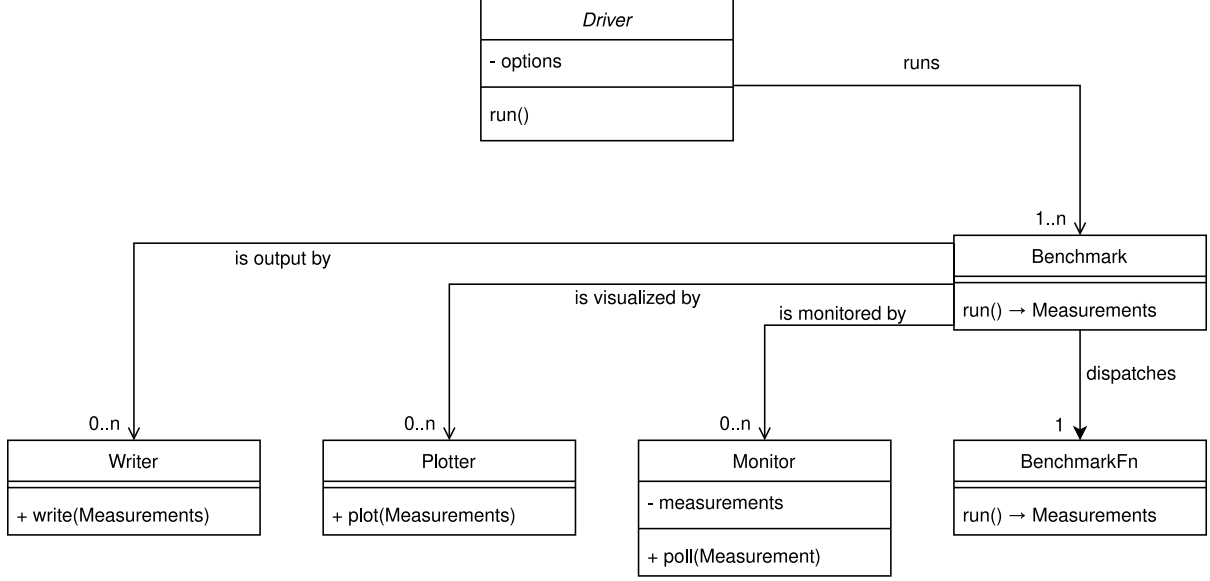 Driver
- options
runs
run()
1..n
Benchmark
is output by
is visualized by
run() → Measurements
is monitored by
dispatches
0..n
0..n
0..n
1
Writer
Plotter
Monitor
BenchmarkFn
- measurements
+ write(Measurements)
+ plot(Measurements)
run() → Measurements
+ poll(Measurement)